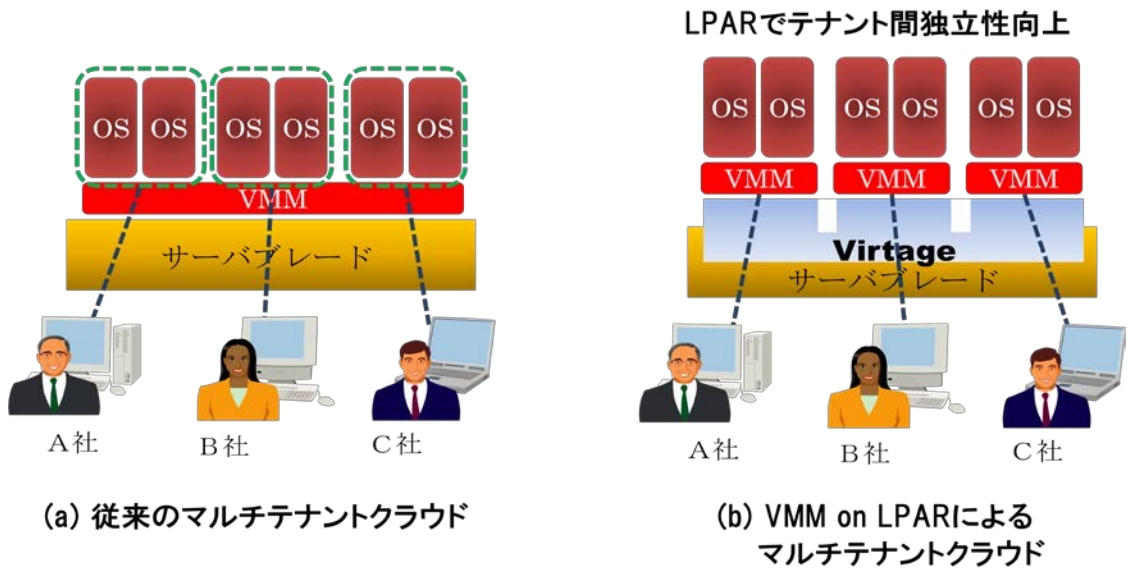 LPARでテナント間独立性向上
OS OS OS OS OS OS
VMM
サーバブレード
A社 B社 C社
(a) 従来のマルチテナントクラウド
OS OS OS OS OS OS
VMM VMM VMM
Virtage
サーバブレード
A社 B社 C社
(b) VMM on LPARによる
マルチテナントクラウド